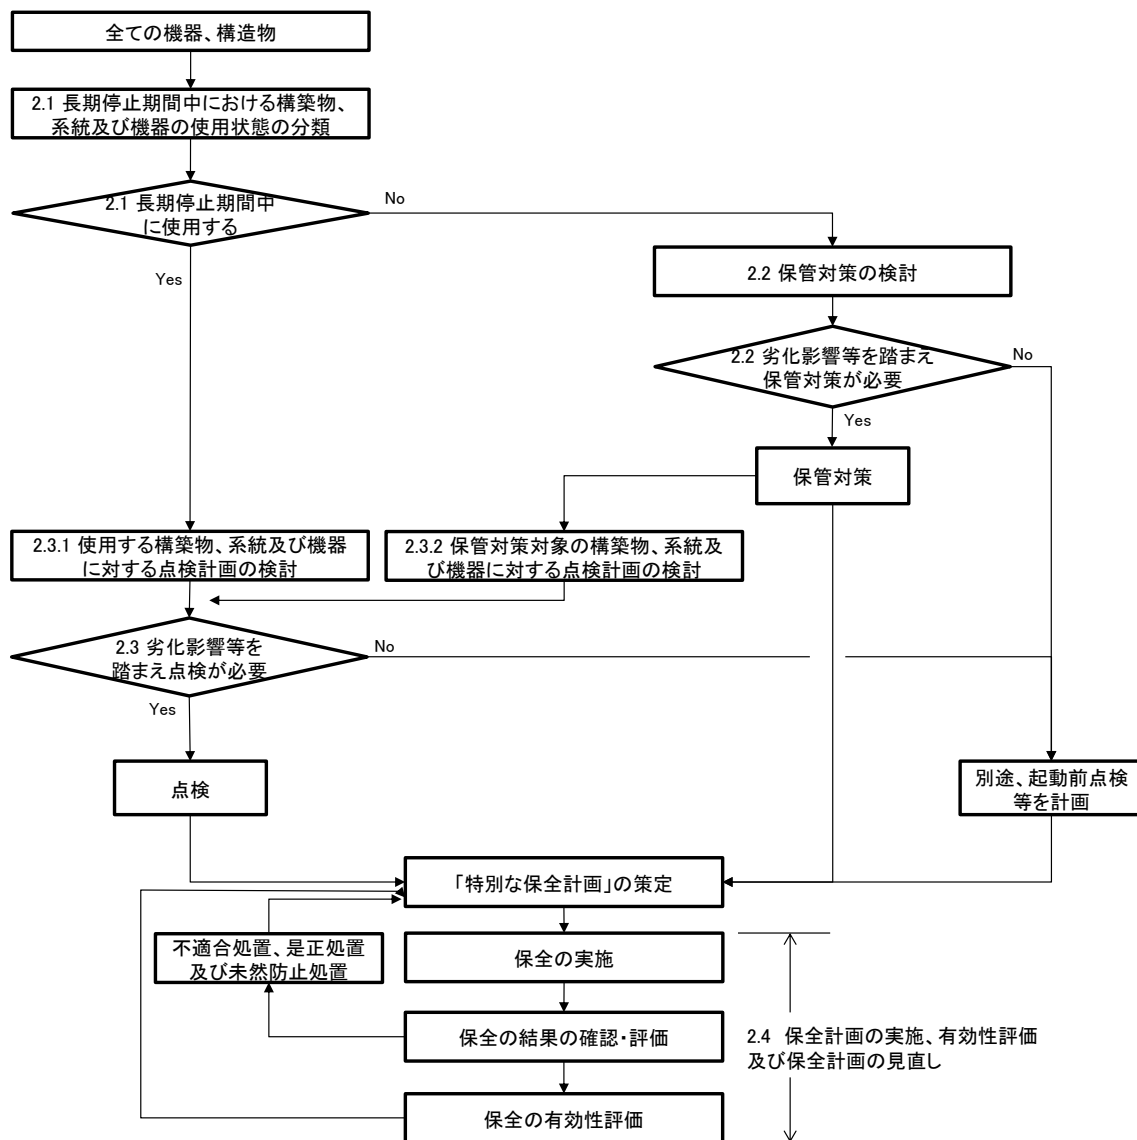 全ての機器、構造物
2.1 長期停止期間中における構築物、
系統及び機器の使用状態の分類
2.1 長期停止期間中
に使用する
No
Yes
2.2 保管対策の検討
2.2 劣化影響等を踏まえ
保管対策が必要
No
Yes
保管対策
2.3.1 使用する構築物、系統及び機器
に対する点検計画の検討
2.3.2 保管対策対象の構築物、系統及
び機器に対する点検計画の検討
2.3 劣化影響等を
踏まえ点検が必要
No
Yes
点検
別途、起動前点検
等を計画
「特別な保全計画」の策定
不適合処置、是正処置
及び未然防止処置
保全の実施
保全の結果の確認・評価
2.4 保全計画の実施、有効性評価
及び保全計画の見直し
保全の有効性評価